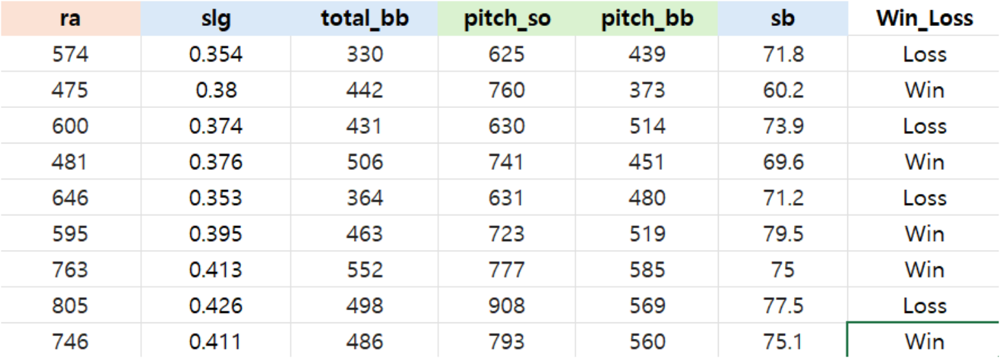 ra slg total_bb pitch_so pitch_bb sb Win_Loss
574 0.354 330 625 439 71.8 Loss
475 0.38 442 760 373 60.2 Win
600 0.374 431 630 514 73.9 Loss
481 0.376 506 741 451 69.6 Win
646 0.353 364 631 480 71.2 Loss
595 0.395 463 723 519 79.5 Win
763 0.413 552 777 585 75 Win
805 0.426 498 908 569 77.5 Loss
746 0.411 486 793 560 75.1 Win